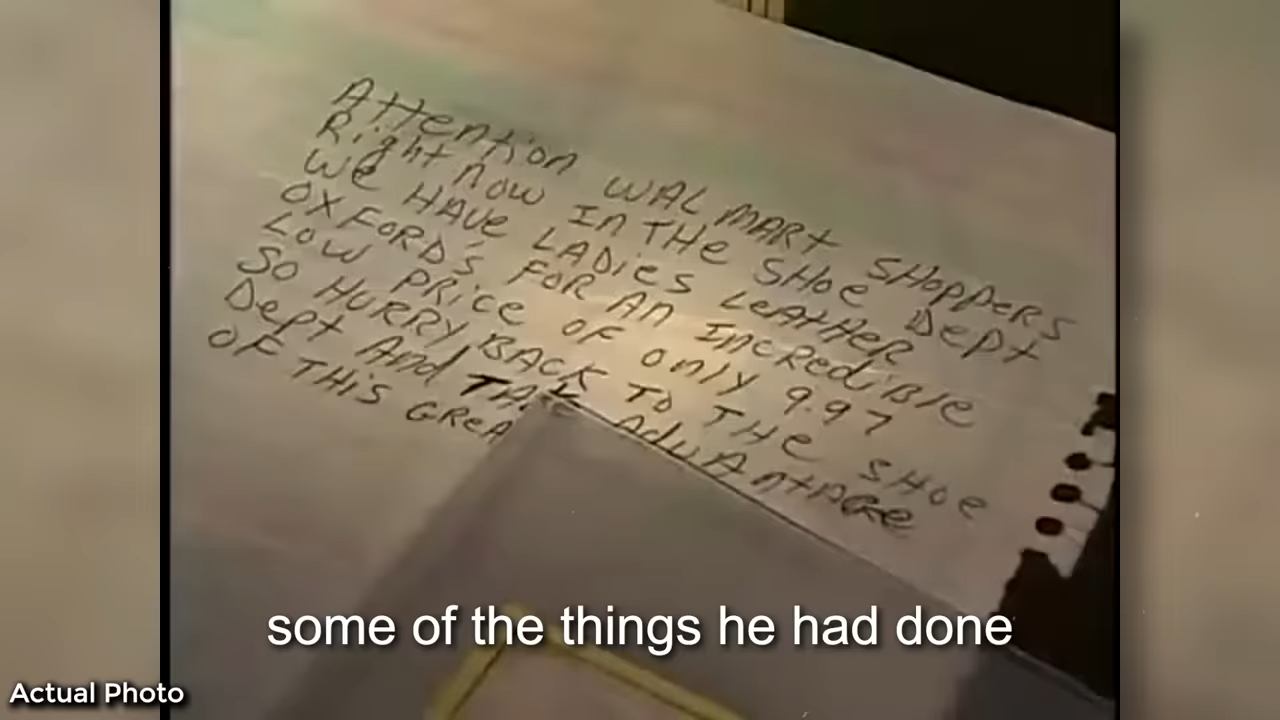 Attention WALMART SHOPPERS
Right now IN THe SHoe Dept
We HAVe LADies LeATHeR
OXFORD's FOR AN IncRediBle
Low PRice OF only 9.97
So HURRY BACK TO THe SHoe
Dept And TAke AdvAntAGe
OF THis GReA
some of the things he had done
Actual Photo